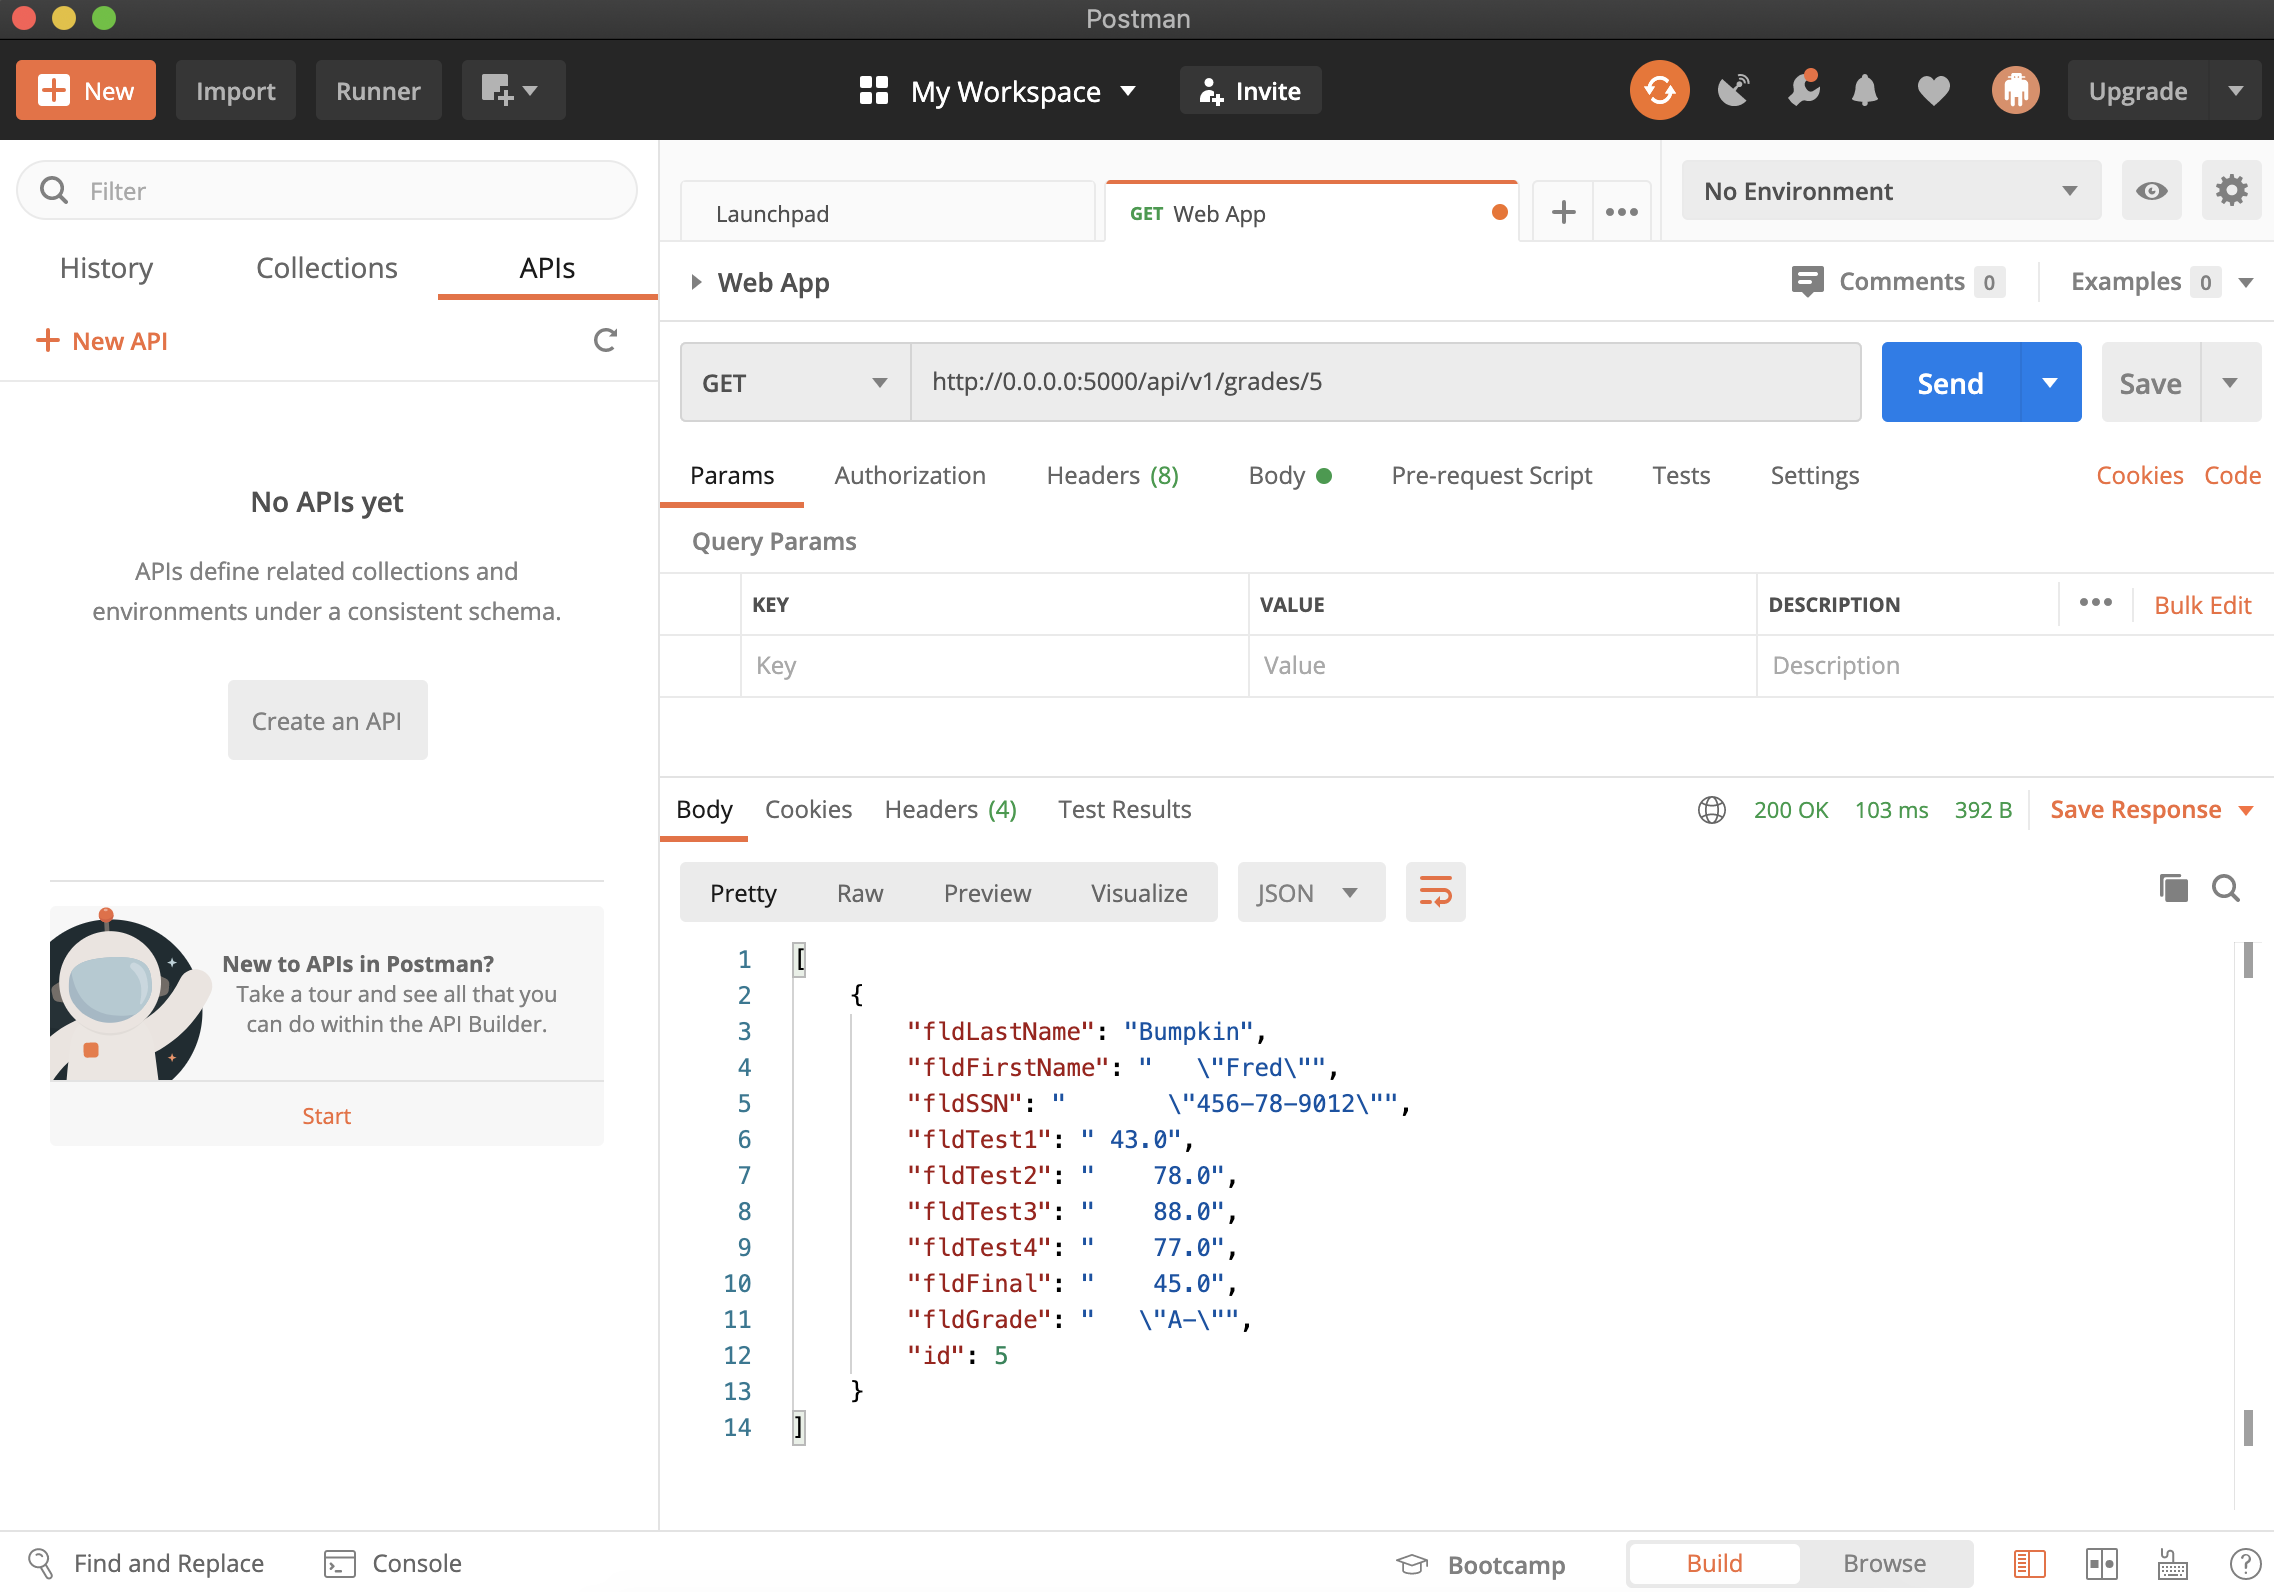 Postman
New
Import
Runner
My Workspace
Invite
Upgrade
Filter
History
Collections
APIs
New API
No APIs yet
APIs define related collections and
environments under a consistent schema.
Create an API
New to APIs in Postman?
Take a tour and see all that you
can do within the API Builder.
Start
Launchpad
GET Web App
No Environment
Web App
Comments 0
Examples 0
GET
http://0.0.0.0:5000/api/v1/grades/5
Send
Save
Params
Authorization
Headers (8)
Body
Pre-request Script
Tests
Settings
Cookies
Code
Query Params
KEY
VALUE
DESCRIPTION
Bulk Edit
Key
Value
Description
Body
Cookies
Headers (4)
Test Results
200 OK
103 ms
392 B
Save Response
Pretty
Raw
Preview
Visualize
JSON
1 [
2     {
3         "fldLastName": "Bumpkin",
4         "fldFirstName": "   \"Fred\"",
5         "fldSSN": "       \"456-78-9012\"",
6         "fldTest1": " 43.0",
7         "fldTest2": "    78.0",
8         "fldTest3": "    88.0",
9         "fldTest4": "    77.0",
10         "fldFinal": "    45.0",
11         "fldGrade": "   \"A-\"",
12         "id": 5
13     }
14 ]
Find and Replace
Console
Bootcamp
Build
Browse